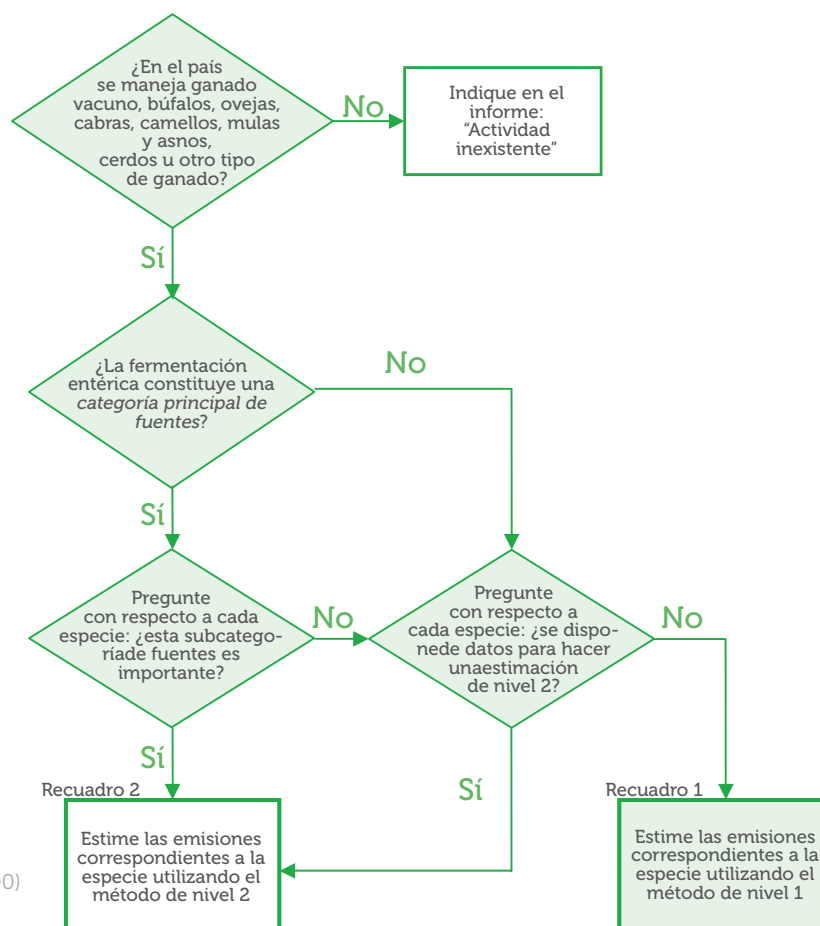 ¿En el país
se maneja ganado
vacuno, búfalos, ovejas,
cabras, camellos, mulas
y asnos,
cerdos u otro tipo
de ganado?
No
Indique en el
informe:
“Actividad
inexistente”
Sí
¿La fermentación
entérica constituye una
categoría principal de
fuentes?
No
Sí
Pregunte
con respecto a cada
especie: ¿esta subcatego-
ríade fuentes es
importante?
No
Pregunte
con respecto a
cada especie: ¿se dispo-
nede datos para hacer
unaestimación
de nivel 2?
No
Sí
Sí
Recuadro 2
Estime las emisiones
correspondientes a la
especie utilizando el
método de nivel 2
Recuadro 1
Estime las emisiones
correspondientes a la
especie utilizando el
método de nivel 1
0)